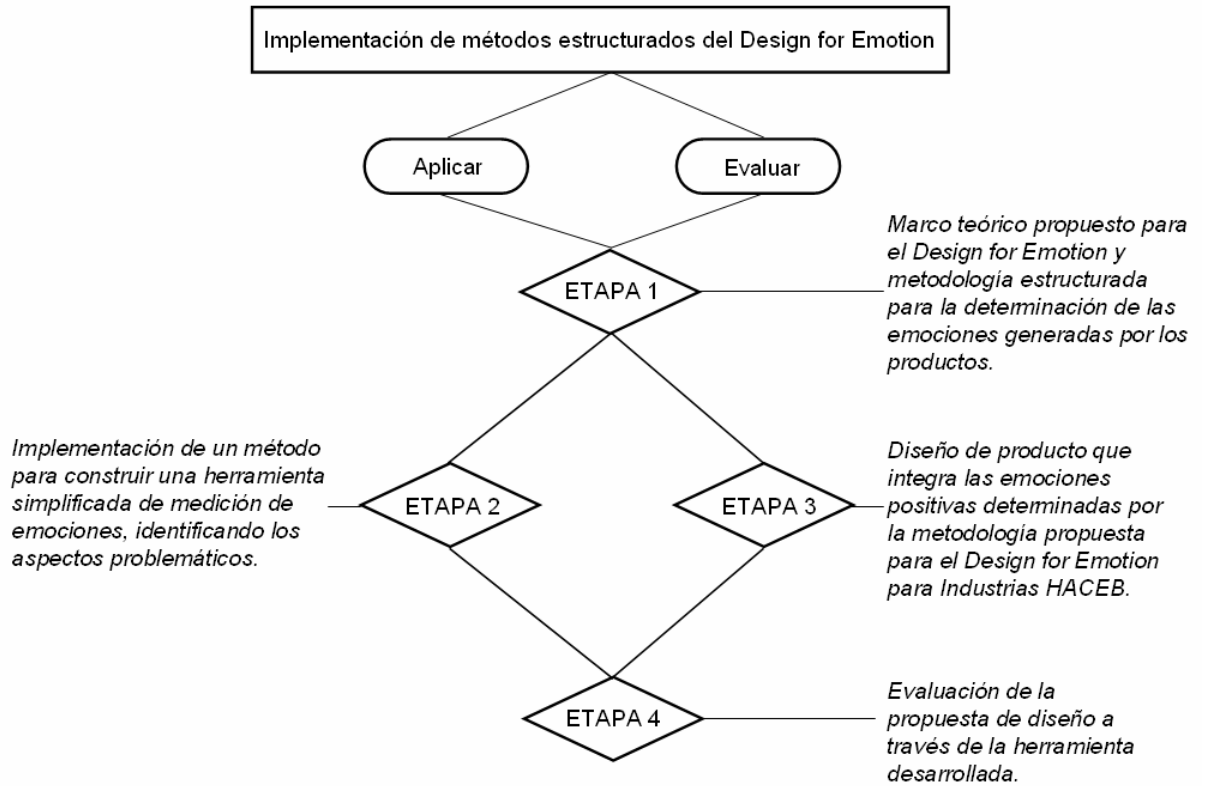 Implementación de métodos estructurados del Design for Emotion
Aplicar
Evaluar
ETAPA 1
Marco teórico propuesto para
el Design for Emotion y
metodología estructurada
para la determinación de las
emociones generadas por los
productos.
Implementación de un método
para construir una herramienta
simplificada de medición de
emociones, identificando los
aspectos problemáticos.
ETAPA 2
ETAPA 3
Diseño de producto que
integra las emociones
positivas determinadas por
la metodología propuesta
para el Design for Emotion
para Industrias HACEB.
ETAPA 4
Evaluación de la
propuesta de diseño a
través de la herramienta
desarrollada.